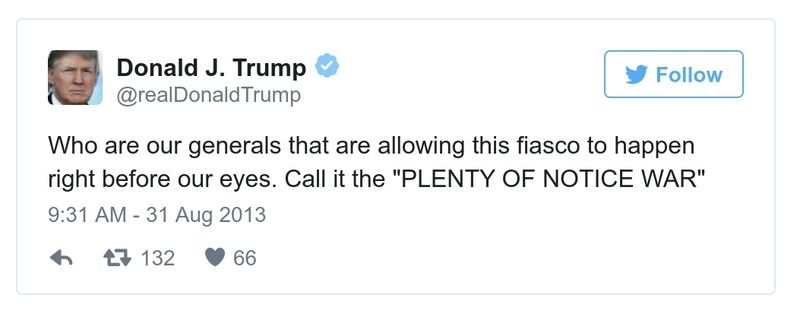 Donald J. Trump
@realDonaldTrump
Follow
Who are our generals that are allowing this fiasco to happen
right before our eyes. Call it the "PLENTY OF NOTICE WAR"
9:31 AM - 31 Aug 2013
132 66